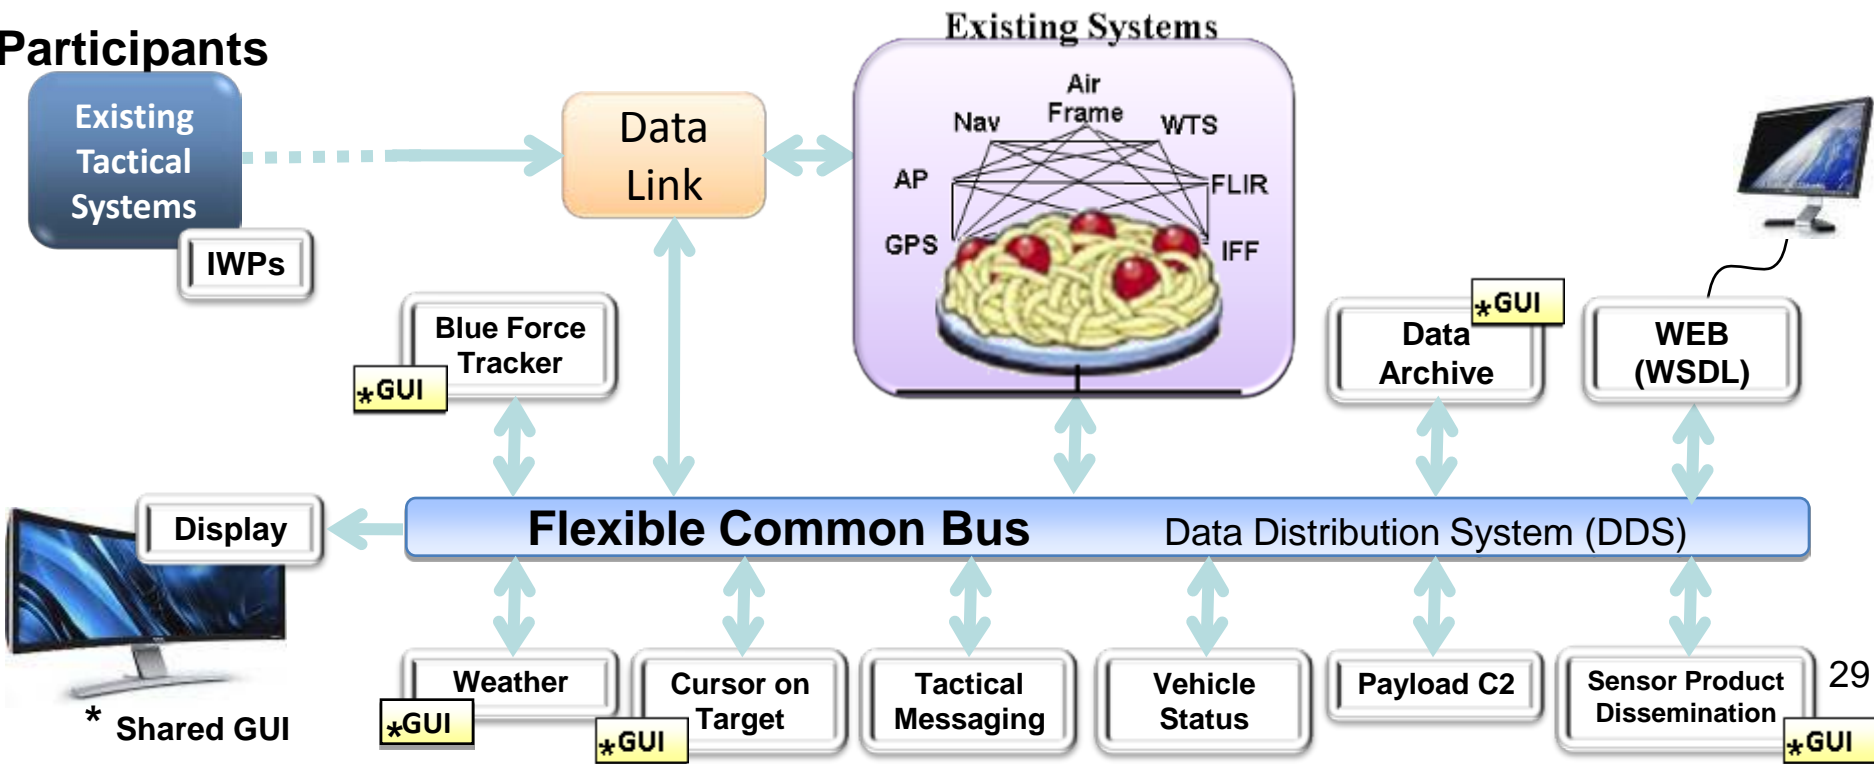 Participants
Existing Systems
Existing
Tactical
Systems
IWPs
Data
Link
Air
Frame
Nav
WTS
AP
FLIR
GPS
IFF
Blue Force
Tracker
*GUI
Data
Archive
*GUI
WEB
(WSDL)
Display
Flexible Common Bus
Data Distribution System (DDS)
* Shared GUI
Weather
*GUI
Cursor on
Target
*GUI
Tactical
Messaging
Vehicle
Status
Payload C2
Sensor Product
Dissemination
*GUI
29